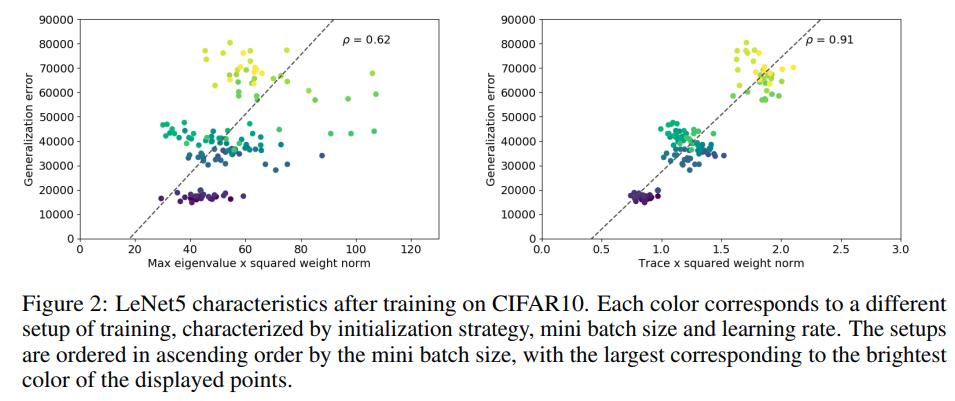 90000
80000
70000
60000
50000
40000
30000
20000
10000
0
Generalization error
ρ = 0.62
0 20 40 60 80 100 120
Max eigenvalue x squared weight norm
90000
80000
70000
60000
50000
40000
30000
20000
10000
0
Generalization error
ρ = 0.91
0.0 0.5 1.0 1.5 2.0 2.5 3.0
Trace x squared weight norm
Figure 2: LeNet5 characteristics after training on CIFAR10. Each color corresponds to a different
setup of training, characterized by initialization strategy, mini batch size and learning rate. The setups
are ordered in ascending order by the mini batch size, with the largest corresponding to the brightest
color of the displayed points.